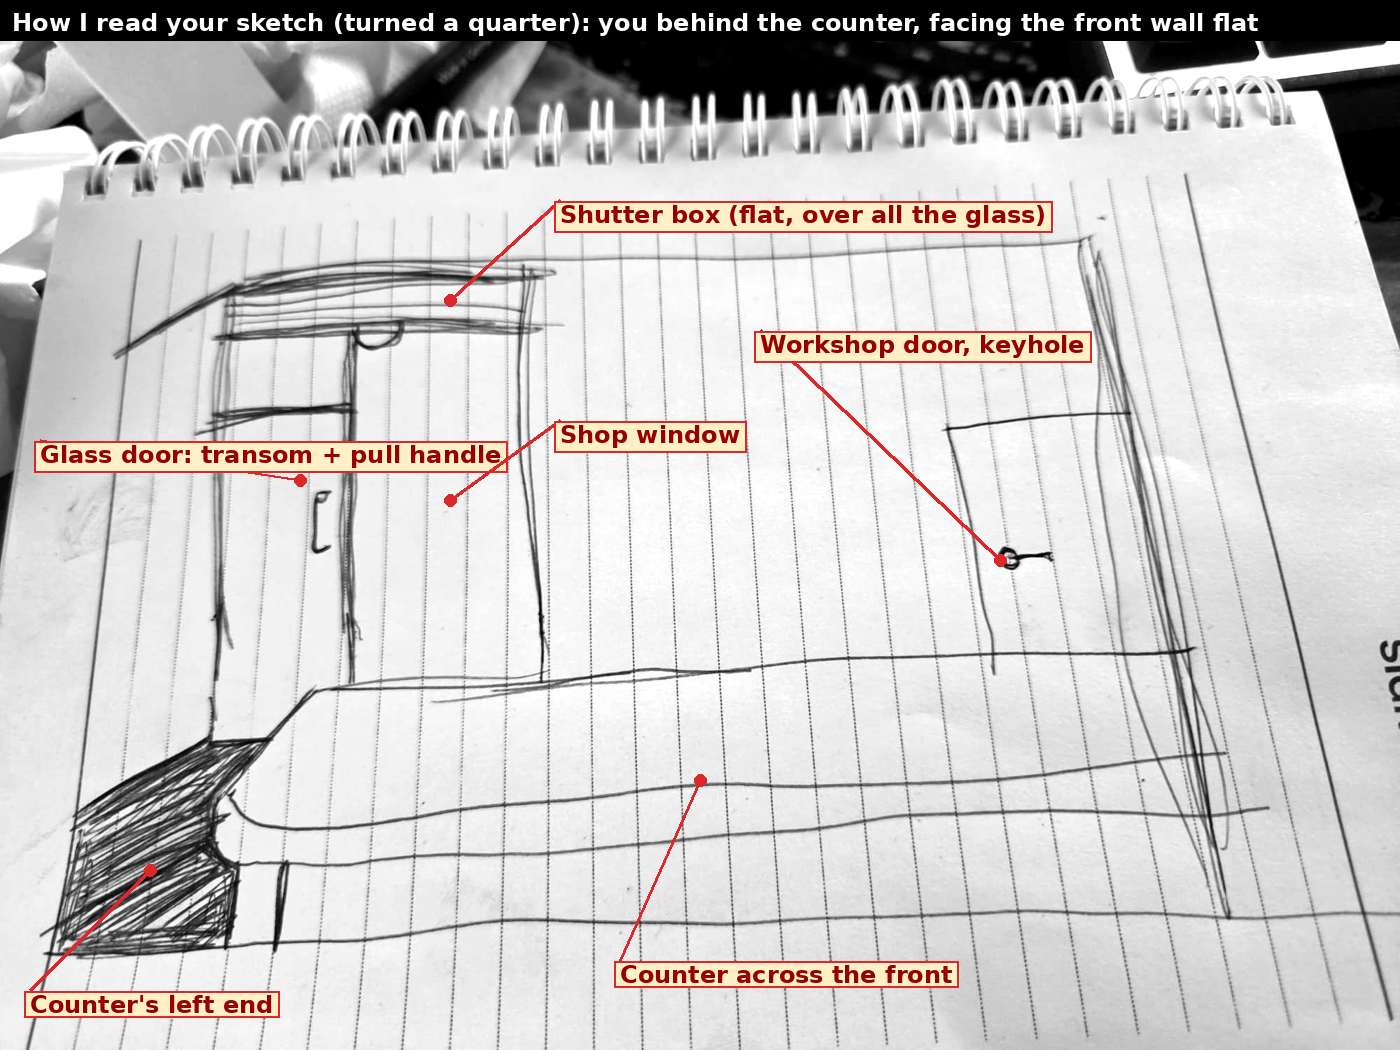 How I read your sketch (turned a quarter): you behind the counter, facing the front wall flat
Shutter box (flat, over all the glass)
Workshop door, keyhole
Shop window
Glass door: transom + pull handle
Counter across the front
Counter's left end